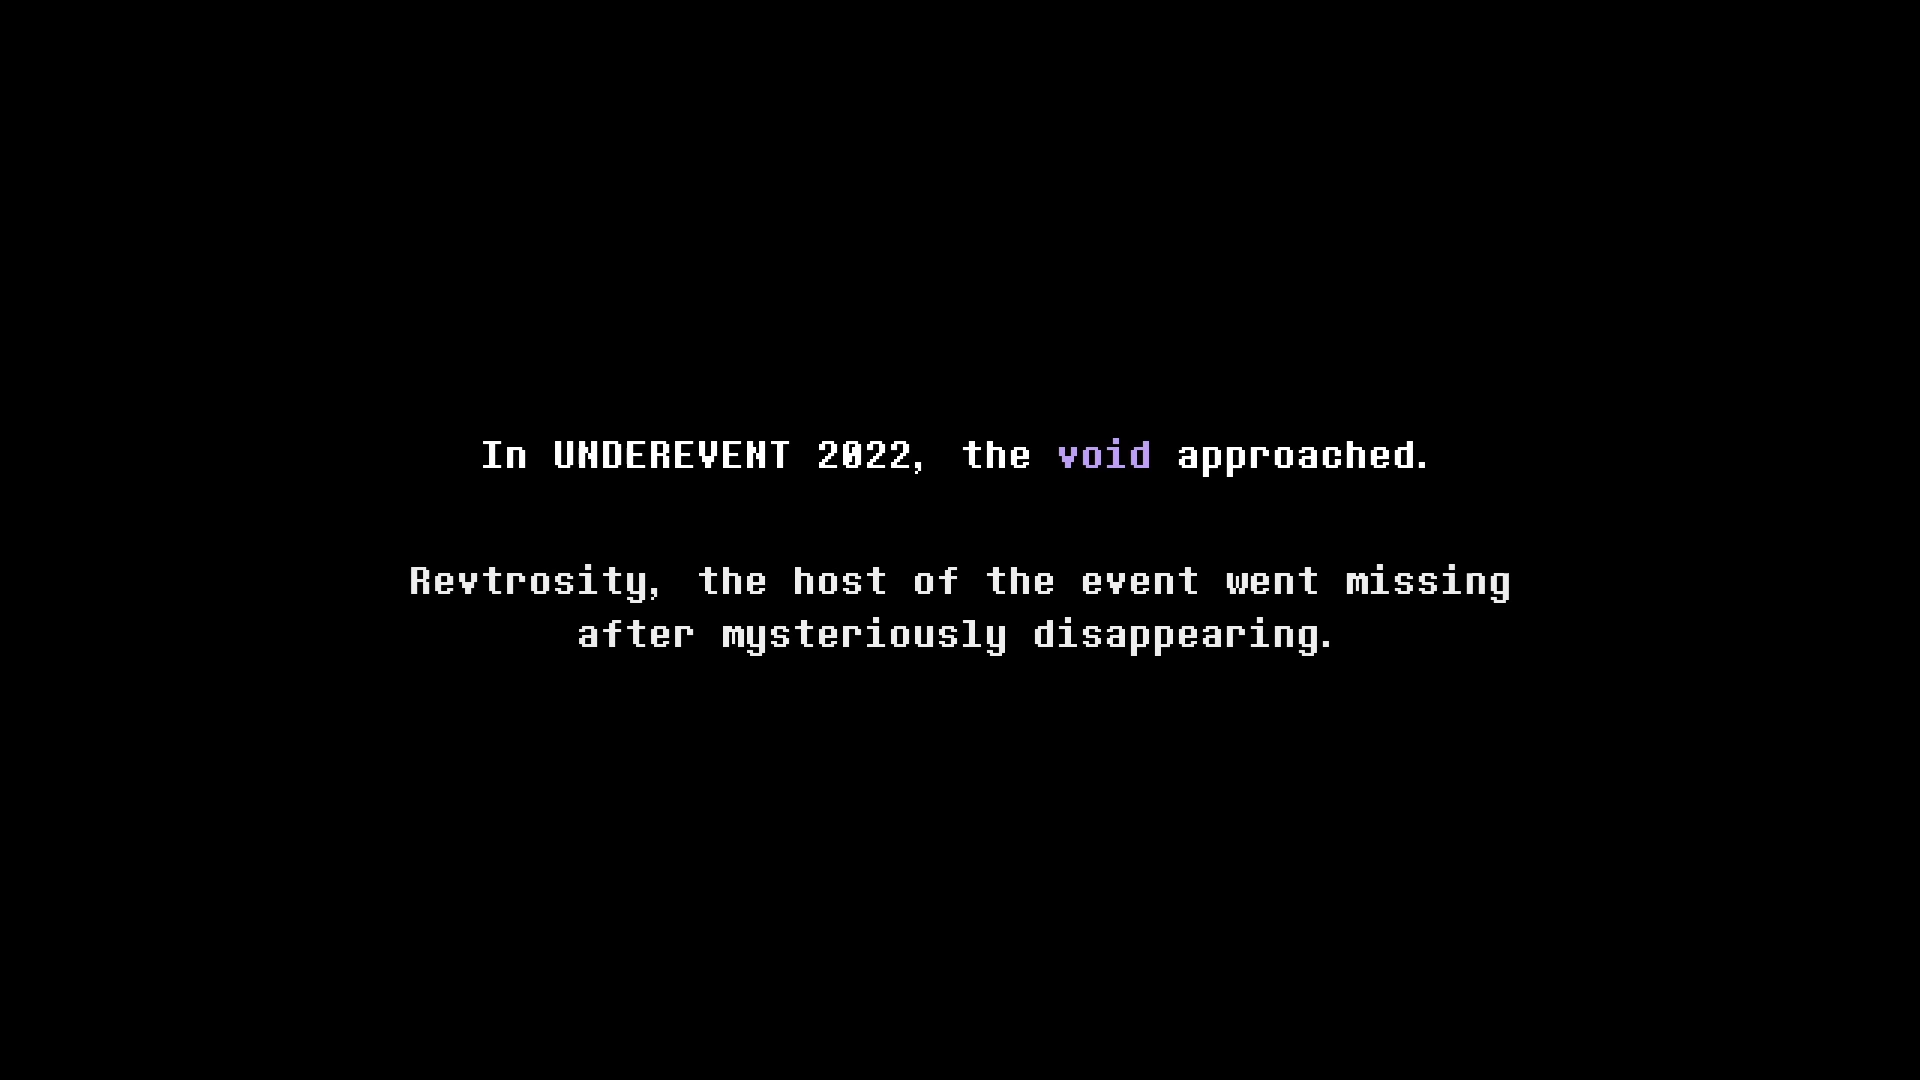 In UNDEREVENT 2022, the void approached.
Revtrosity, the host of the event went missing
after mysteriously disappearing.